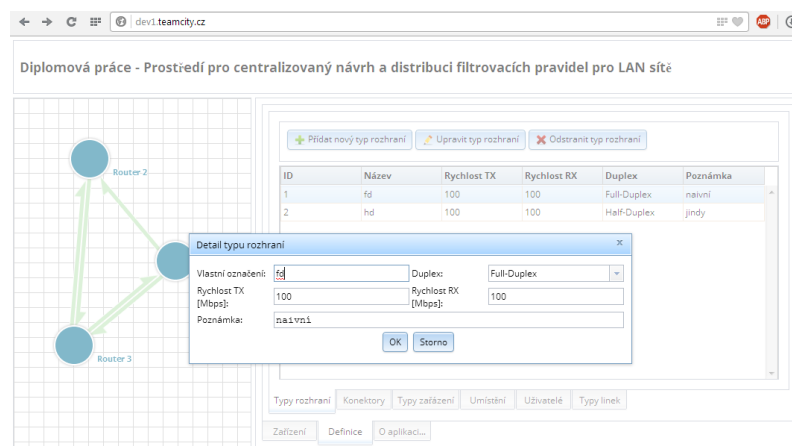 dev1.teamcity.cz
ABP
Diplomová práce - Prostředí pro centralizovaný návrh a distribuci filtrovacích pravidel pro LAN sítě
Router 2
Router 3
Přidat nový typ rozhraní Upravit typ rozhraní Odstranit typ rozhraní
ID Název Rychlost TX Rychlost RX Duplex Poznámka
1 fd 100 100 Full-Duplex naivní
2 hd 100 100 Half-Duplex jindy
Detail typu rozhraní x
Vlastní označení: fd Duplex: Full-Duplex
Rychlost TX [Mbps]: 100 Rychlost RX [Mbps]: 100
Poznámka: naivní
OK Storno
Typy rozhraní Konektory Typy zařázení Umístění Uživatelé Typy linek
Zařízení Definice O aplikaci...